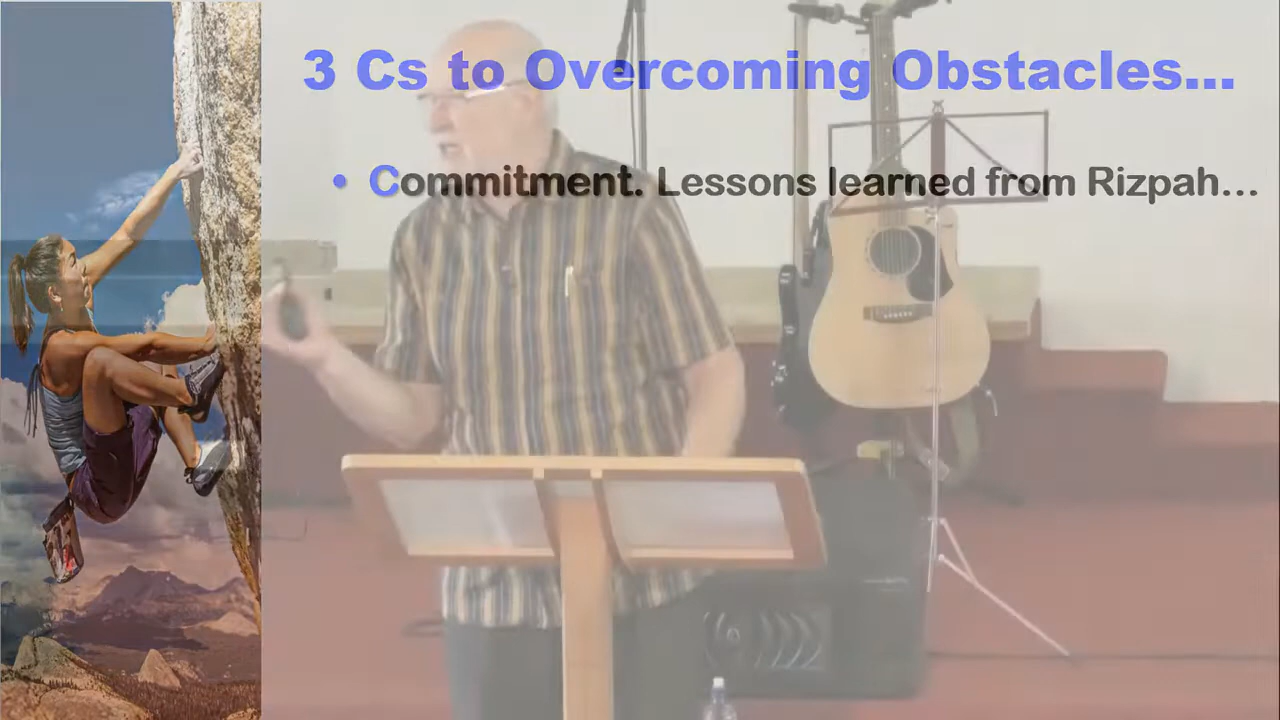 3 Cs to Overcoming Obstacles...
• Commitment. Lessons learned from Rizpah...